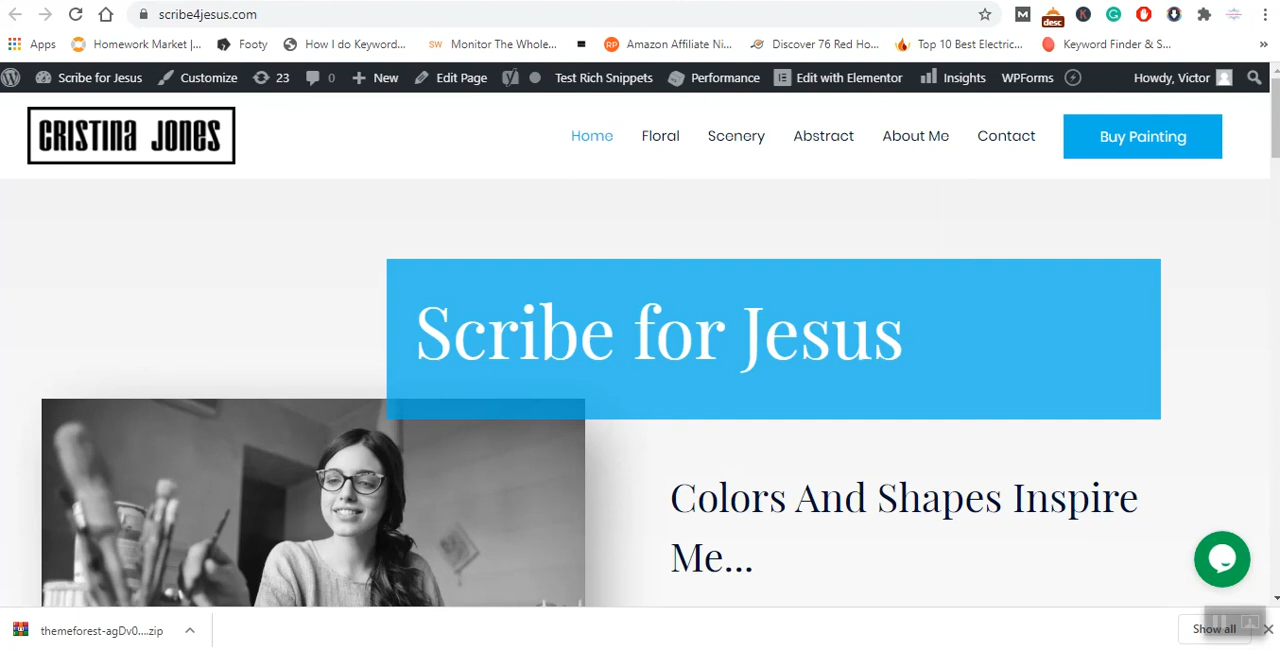 scribe4jesus.com
M
desc
K
G
Apps
Homework Market |...
Footy
How I do Keyword...
SW Monitor The Whole...
RP Amazon Affiliate Ni...
Discover 76 Red Ho...
Top 10 Best Electric...
Keyword Finder & S...
»
Scribe for Jesus
Customize
23
0
New
Edit Page
Test Rich Snippets
Performance
Edit with Elementor
Insights
WPForms
Howdy, Victor
CRISTINA JONES
Home
Floral
Scenery
Abstract
About Me
Contact
Buy Painting
Scribe for Jesus
Colors And Shapes Inspire
Me...
themeforest-agDv0....zip
Show all